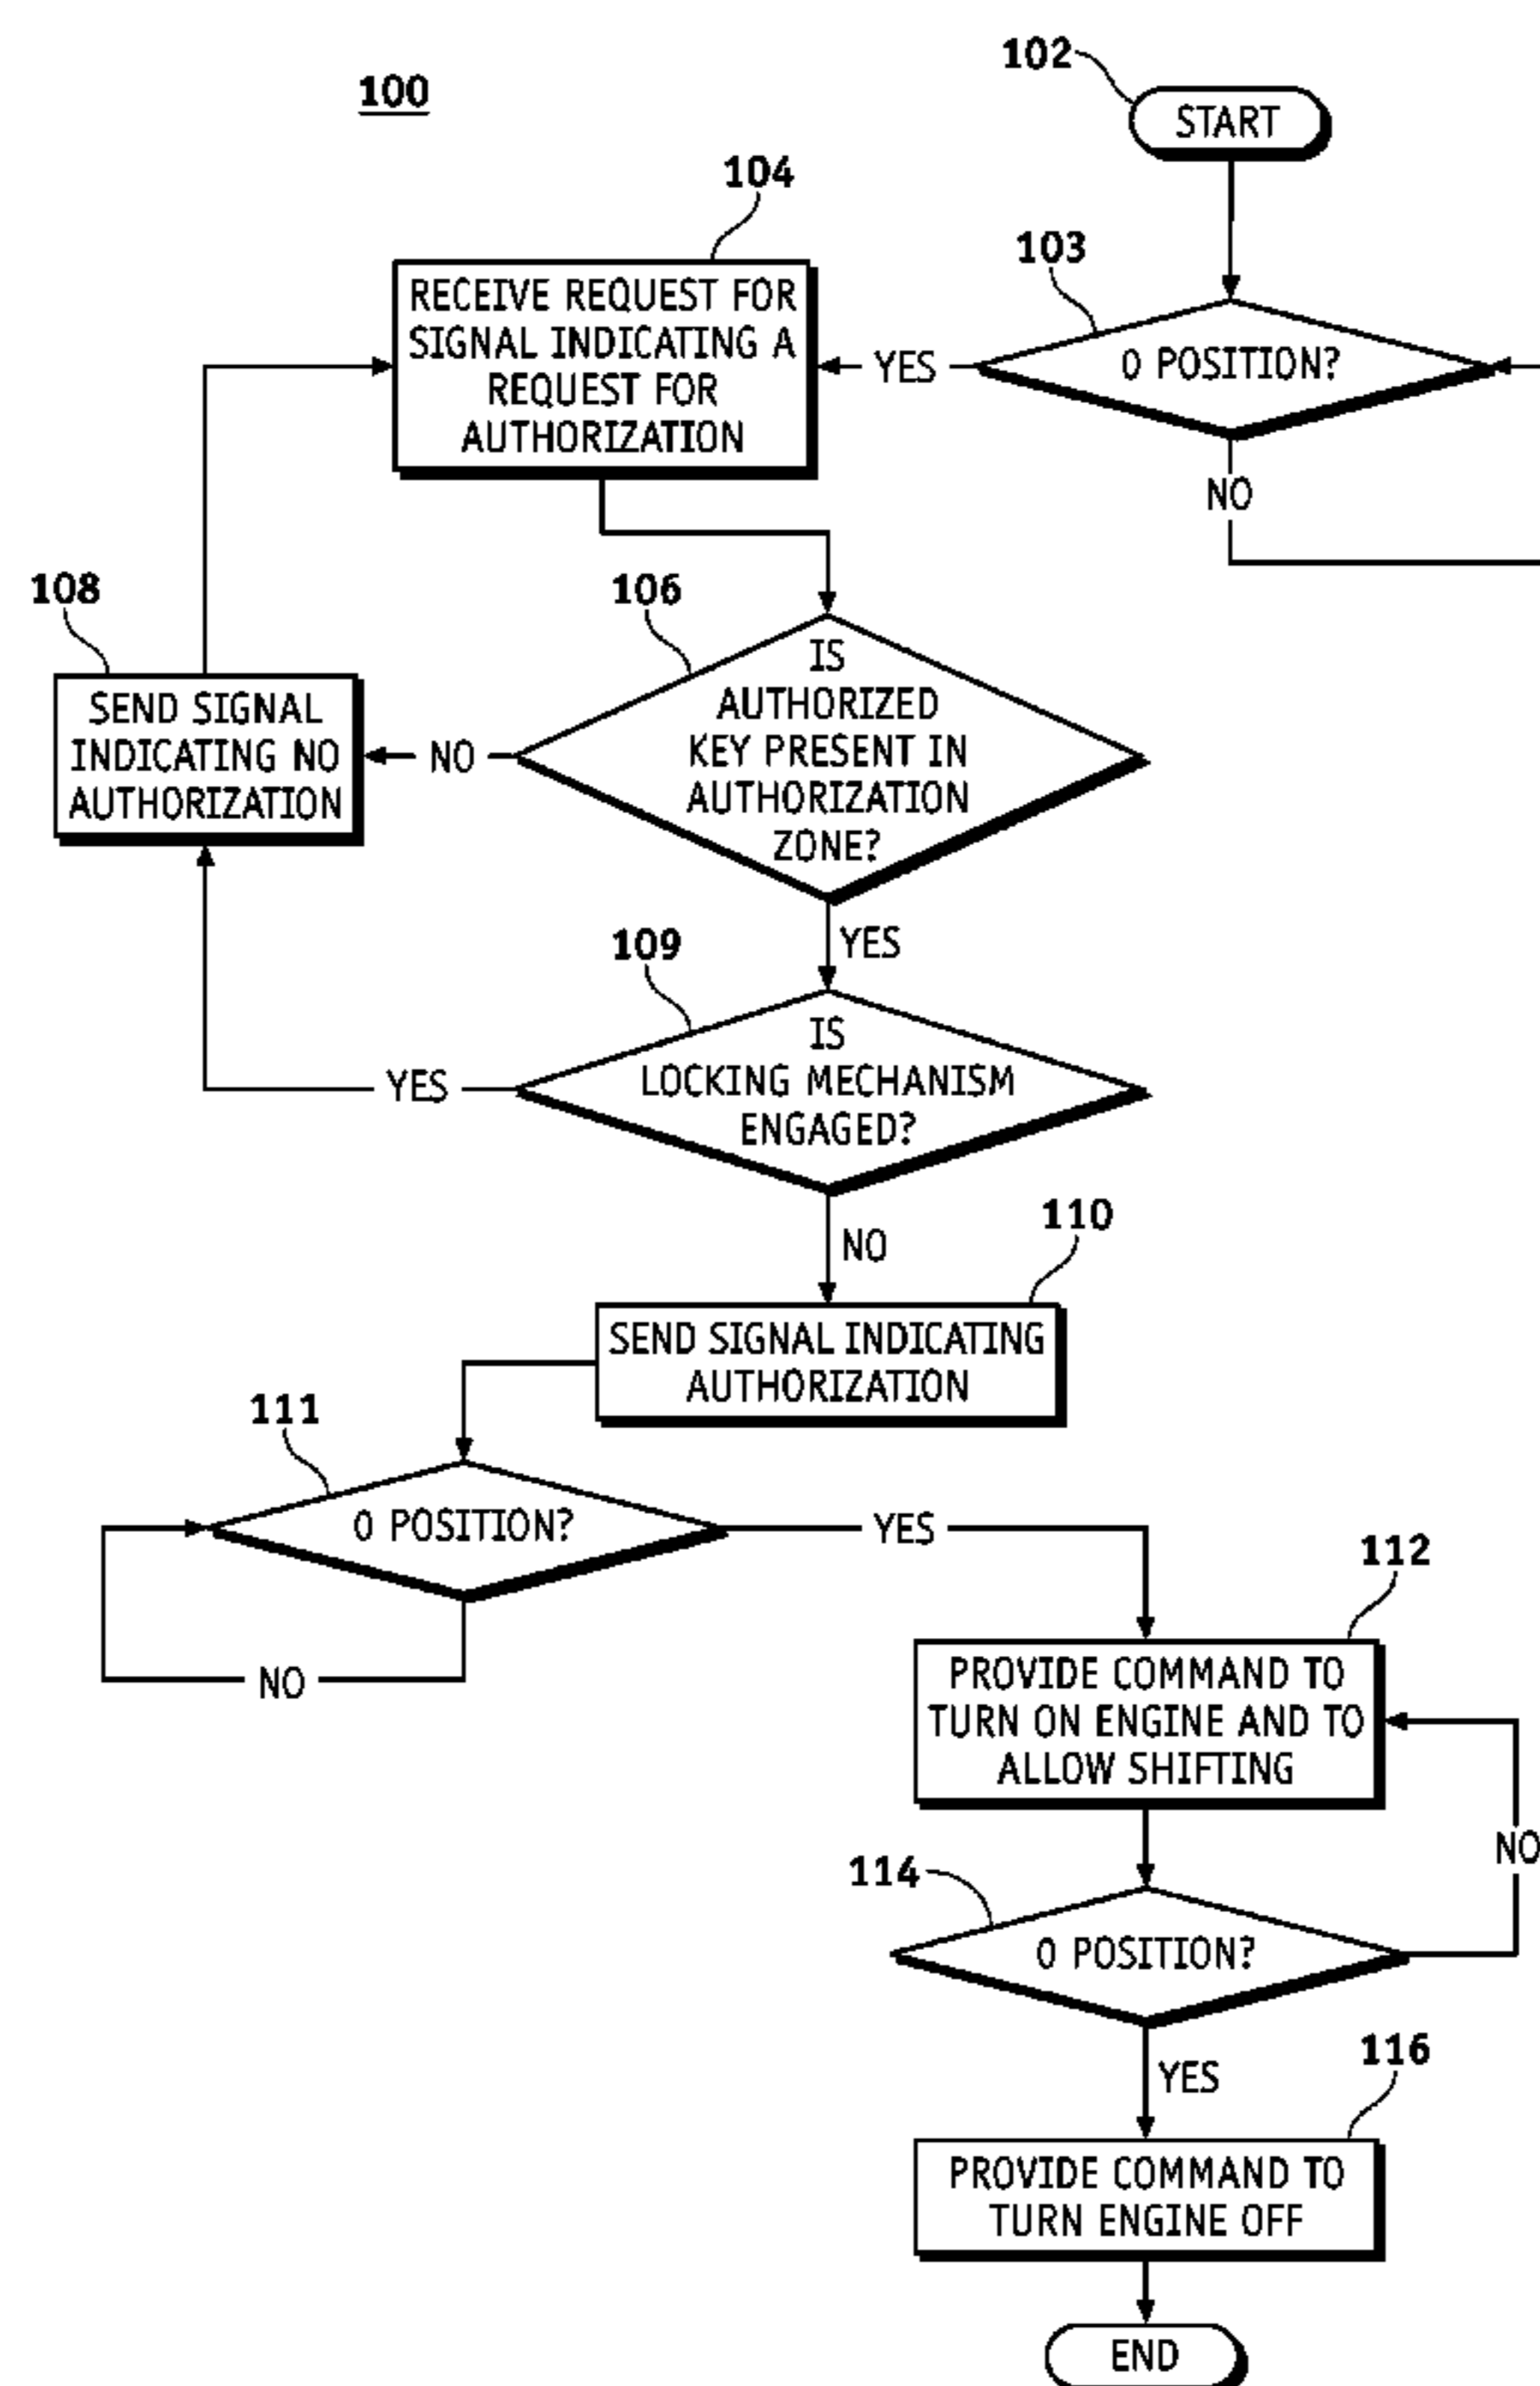 100
102
START
104
103
RECEIVE REQUEST FOR
SIGNAL INDICATING A
REQUEST FOR
AUTHORIZATION
YES
0 POSITION?
NO
108
106
SEND SIGNAL
INDICATING NO
AUTHORIZATION
NO
IS
AUTHORIZED
KEY PRESENT IN
AUTHORIZATION
ZONE?
YES
109
IS
LOCKING MECHANISM
ENGAGED?
YES
NO
110
SEND SIGNAL INDICATING
AUTHORIZATION
111
0 POSITION?
YES
NO
112
PROVIDE COMMAND TO
TURN ON ENGINE AND TO
ALLOW SHIFTING
NO
114
0 POSITION?
YES
116
PROVIDE COMMAND TO
TURN ENGINE OFF
END